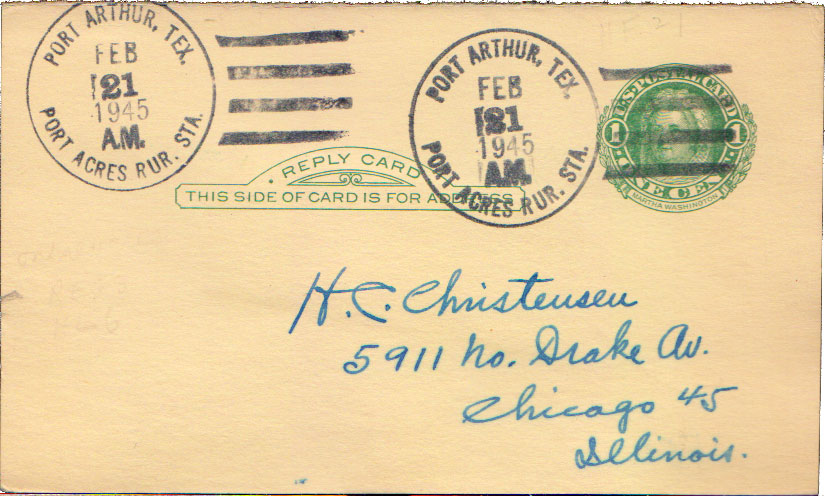 PORT ARTHUR, TEX.
FEB
21
1945
A.M.
PORT ACRES RUR. STA.
PORT ARTHUR, TEX.
FEB
21
1945
A.M.
PORT ACRES RUR. STA.
REPLY CARD
THIS SIDE OF CARD IS FOR ADDRESS
U.S. POSTAL CARD
1 1
ONE CENT
MARTHA WASHINGTON
H. C. Christensen
5911 No. Drake Av.
Chicago 45
Illinois.